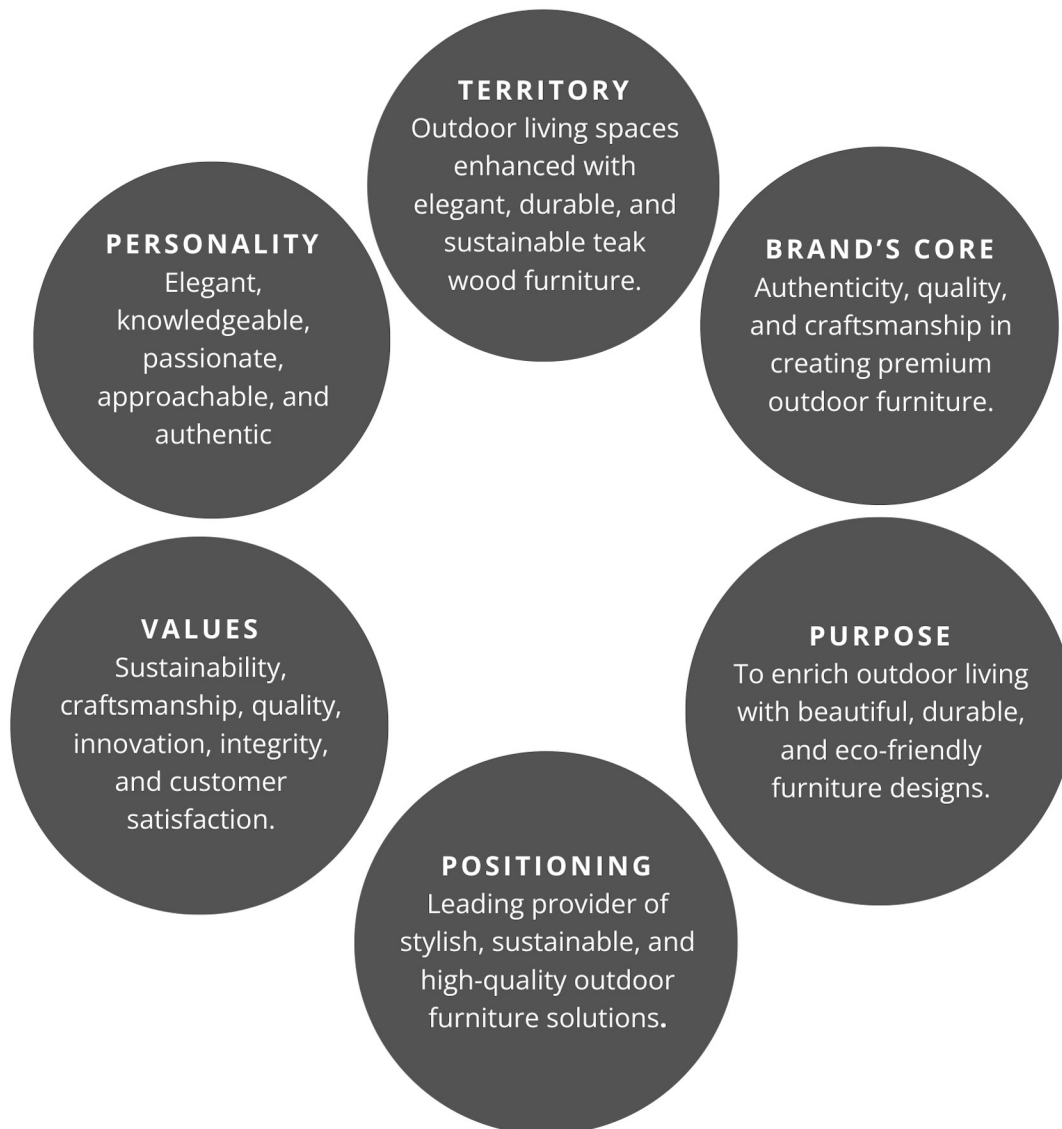 TERRITORY
Outdoor living spaces
enhanced with
elegant, durable, and
sustainable teak
wood furniture.
BRAND’S CORE
Authenticity, quality,
and craftsmanship in
creating premium
outdoor furniture.
PURPOSE
To enrich outdoor living
with beautiful, durable,
and eco-friendly
furniture designs.
POSITIONING
Leading provider of
stylish, sustainable, and
high-quality outdoor
furniture solutions.
VALUES
Sustainability,
craftsmanship, quality,
innovation, integrity,
and customer
satisfaction.
PERSONALITY
Elegant,
knowledgeable,
passionate,
approachable, and
authentic